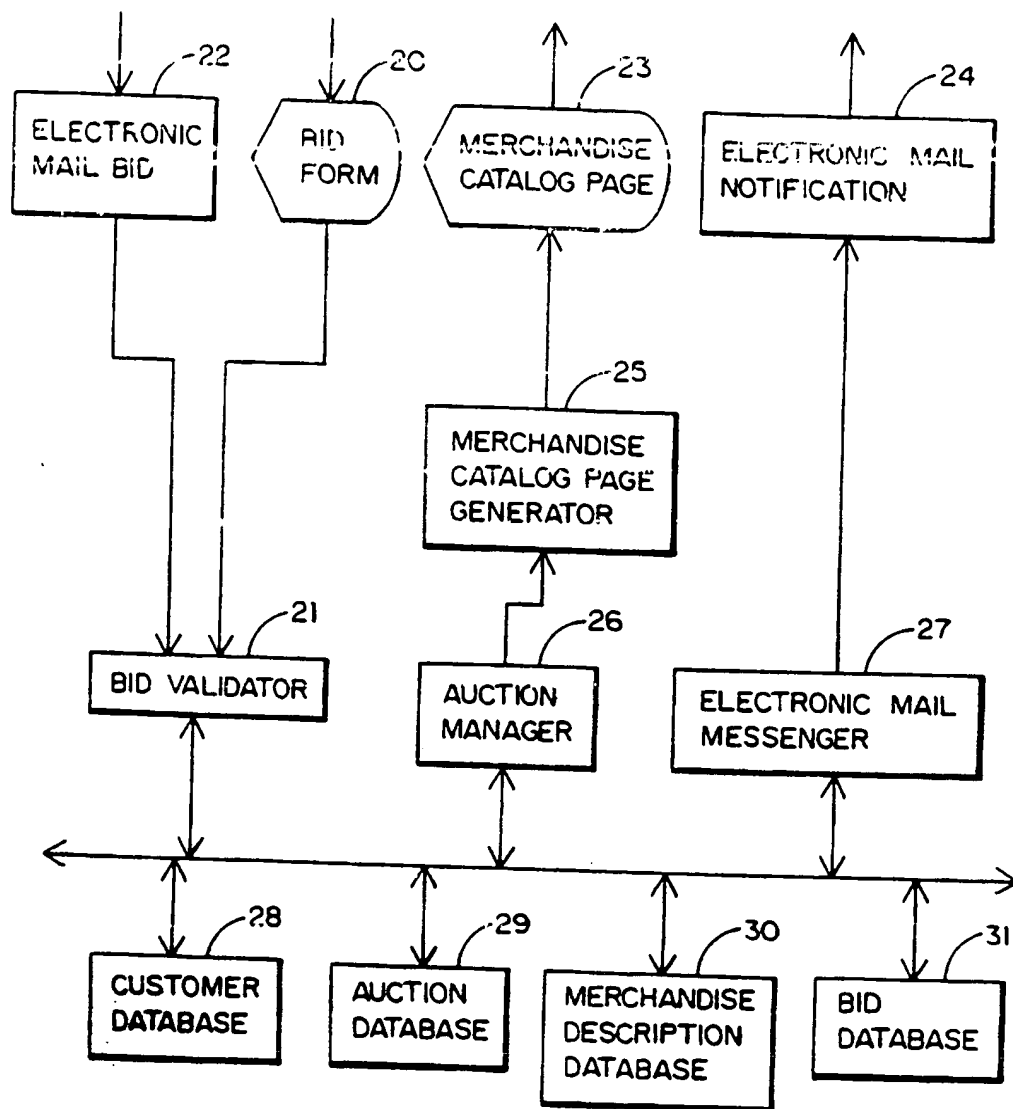 22
20
23
24
ELECTRONIC
MAIL BID
BID
FORM
MERCHANDISE
CATALOG PAGE
ELECTRONIC MAIL
NOTIFICATION
25
MERCHANDISE
CATALOG PAGE
GENERATOR
21
26
27
BID VALIDATOR
AUCTION
MANAGER
ELECTRONIC MAIL
MESSENGER
28
29
30
31
CUSTOMER
DATABASE
AUCTION
DATABASE
MERCHANDISE
DESCRIPTION
DATABASE
BID
DATABASE